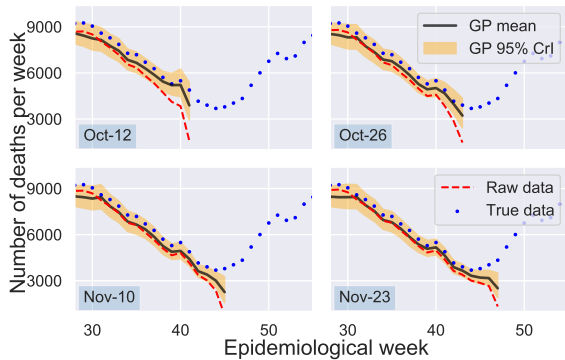 Number of deaths per week
9000
6000
3000
Oct-12
GP mean
GP 95% CrI
Oct-26
9000
6000
3000
Nov-10
30
40
50
Raw data
True data
Nov-23
30
40
50
Epidemiological week